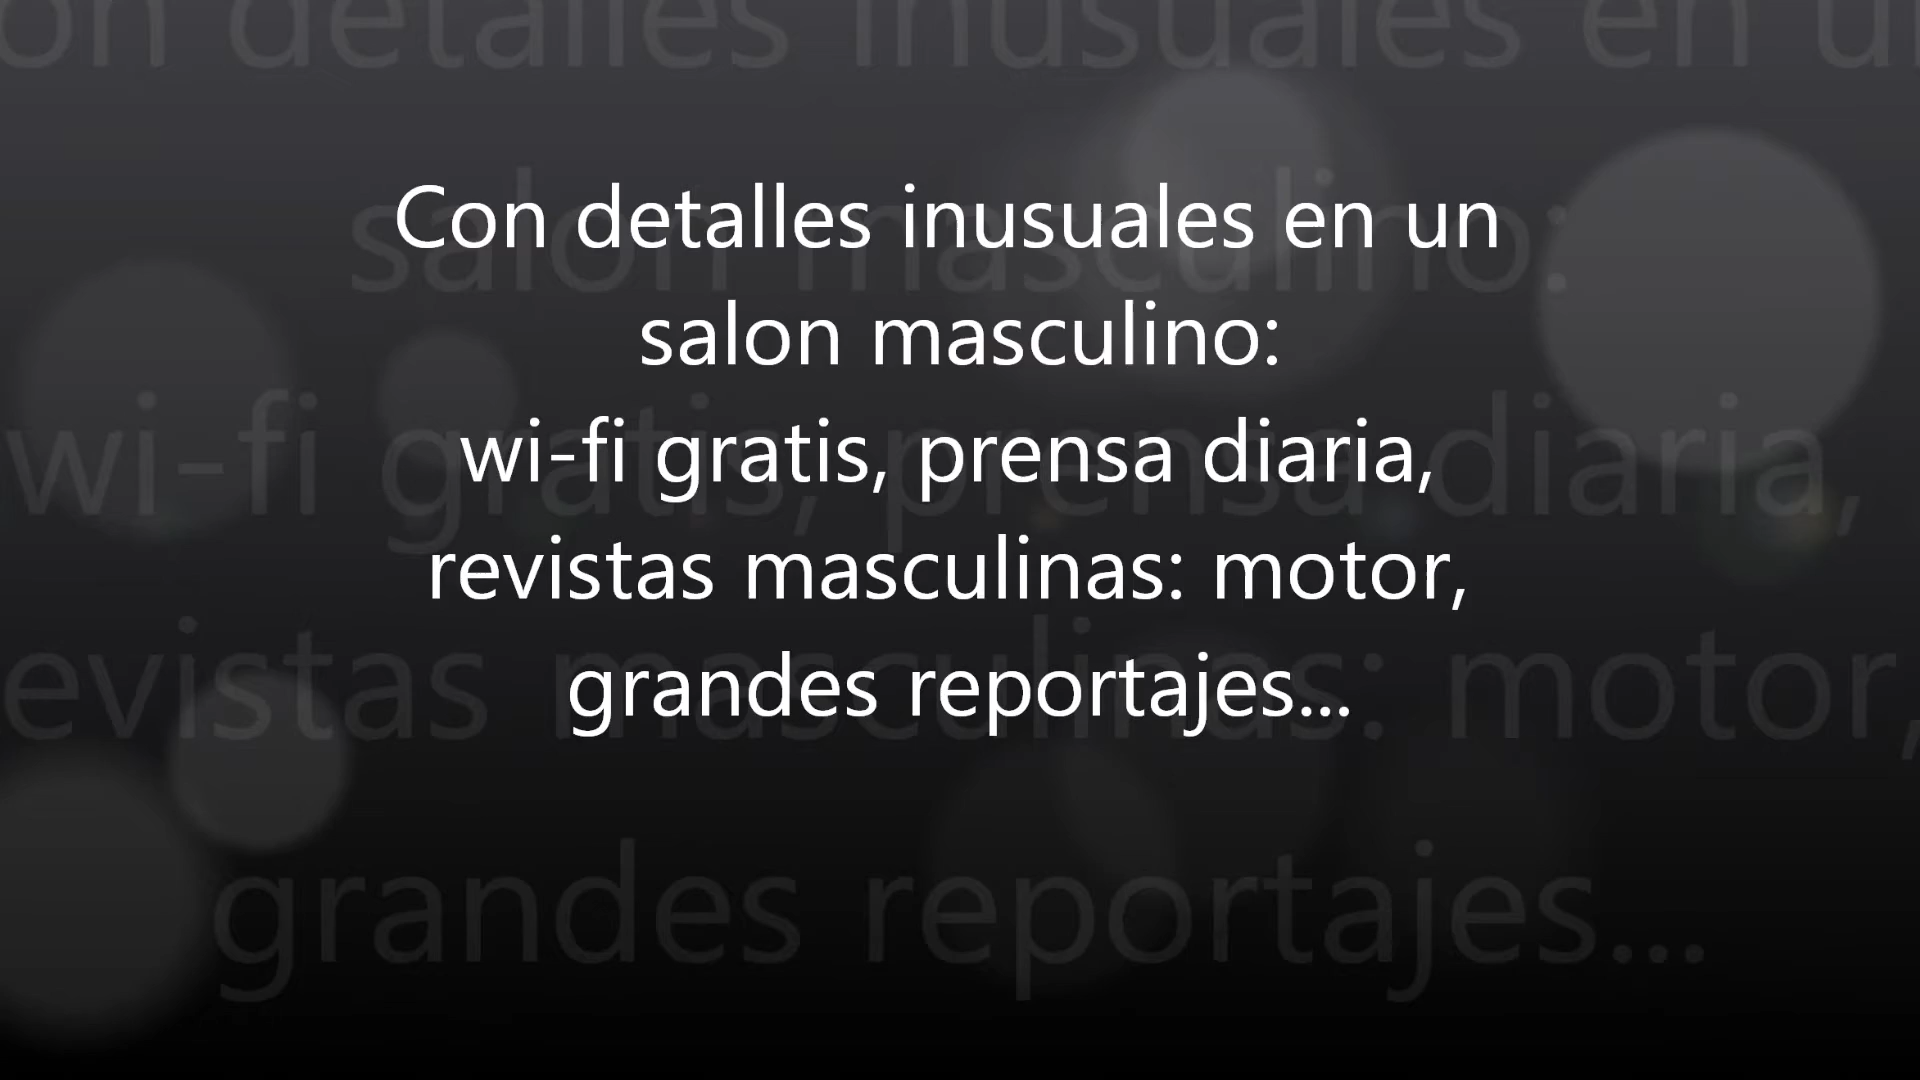 Con detalles inusuales en un
salon masculino:
wi-fi gratis, prensa diaria,
revistas masculinas: motor,
grandes reportajes...